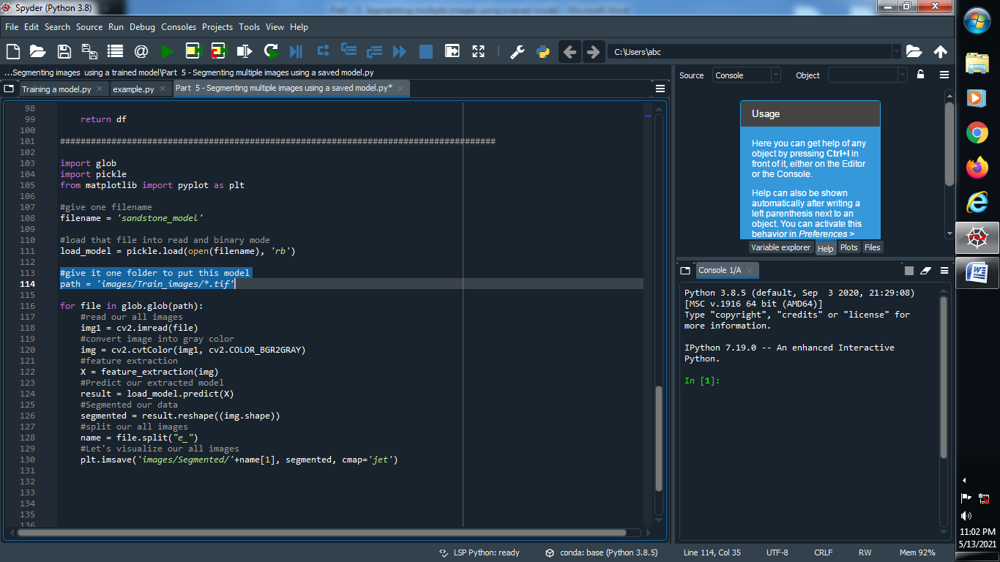 Spyder (Python 3.8)
File Edit Search Source Run Debug Consoles Projects Tools View Help
C:\Users\abc
...Segmenting images  using a trained model\Part  5 - Segmenting multiple images using a saved model.py
Training a model.py
example.py
Part  5 - Segmenting multiple images using a saved model.py*
98
99     return df
100
101 #####################################################################################
102
103 import glob
104 import pickle
105 from matplotlib import pyplot as plt
106
107 #give one filename
108 filename = 'sandstone_model'
109
110 #load that file into read and binary mode
111 load_model = pickle.load(open(filename), 'rb')
112
113 #give it one folder to put this model
114 path = 'images/Train_images/*.tif'
115
116 for file in glob.glob(path):
117     #read our all images
118     img1 = cv2.imread(file)
119     #convert image into gray color
120     img = cv2.cvtColor(img1, cv2.COLOR_BGR2GRAY)
121     #feature extraction
122     X = feature_extraction(img)
123     #Predict our extracted model
124     result = load_model.predict(X)
125     #Segmented our data
126     segmented = result.reshape((img.shape))
127     #split our all images
128     name = file.split("e_")
129     #Let's visualize our all images
130     plt.imsave('images/Segmented/'+name[1], segmented, cmap='jet')
131
132
133
134
135
136
Source Console Object
Usage
Here you can get help of any
object by pressing Ctrl+I in
front of it, either on the Editor
or the Console.
Help can also be shown
automatically after writing a
left parenthesis next to an
object. You can activate this
behavior in Preferences >
Variable explorer Help Plots Files
Console 1/A
Python 3.8.5 (default, Sep  3 2020, 21:29:08)
[MSC v.1916 64 bit (AMD64)]
Type "copyright", "credits" or "license" for
more information.
IPython 7.19.0 -- An enhanced Interactive
Python.
In [1]:
LSP Python: ready
conda: base (Python 3.8.5)
Line 114, Col 35
UTF-8
CRLF
RW
Mem 92%
11:02 PM
5/13/2021